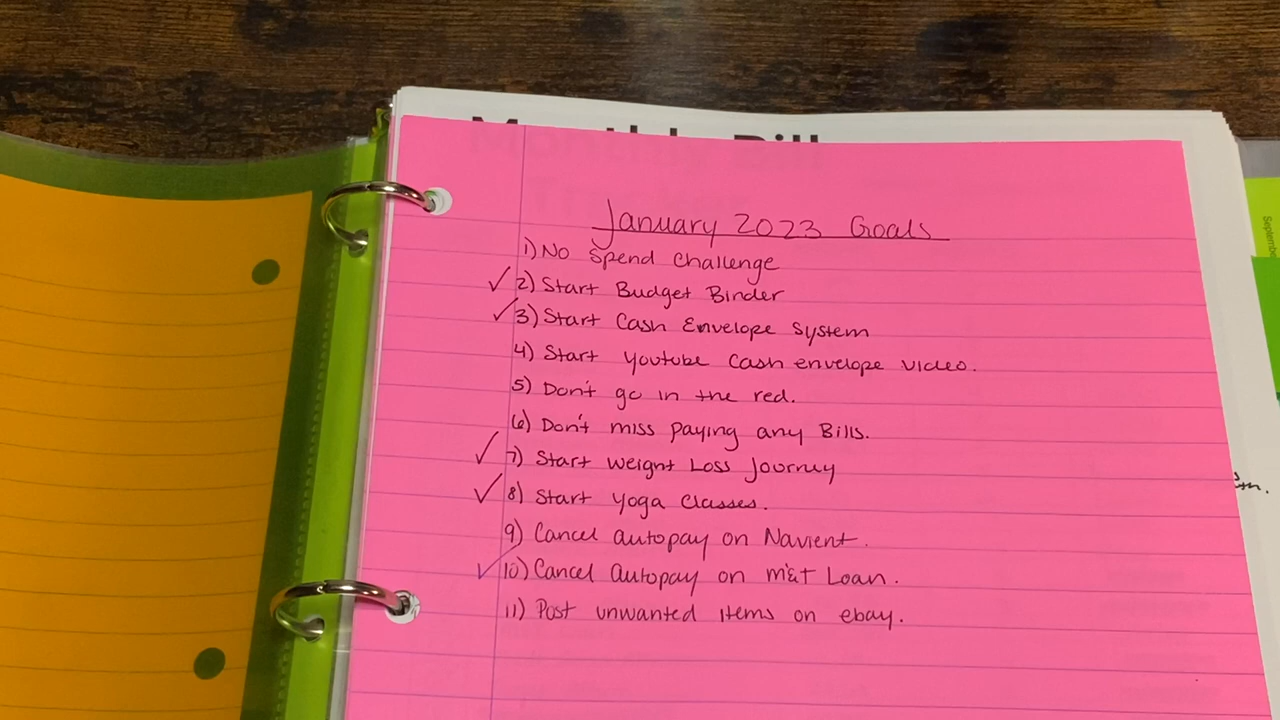 Monthly Bill
January 2023 Goals
1) No Spend Challenge
✓ 2) Start Budget Binder
✓ 3) Start Cash Envelope System
4) Start Youtube Cash envelope video.
5) Don't go in the red.
6) Don't miss paying any Bills.
✓ 7) Start Weight Loss Journey
✓ 8) Start Yoga Classes.
9) Cancel autopay on Navient.
✓ 10) Cancel Autopay on M&T Loan.
11) Post unwanted items on ebay.